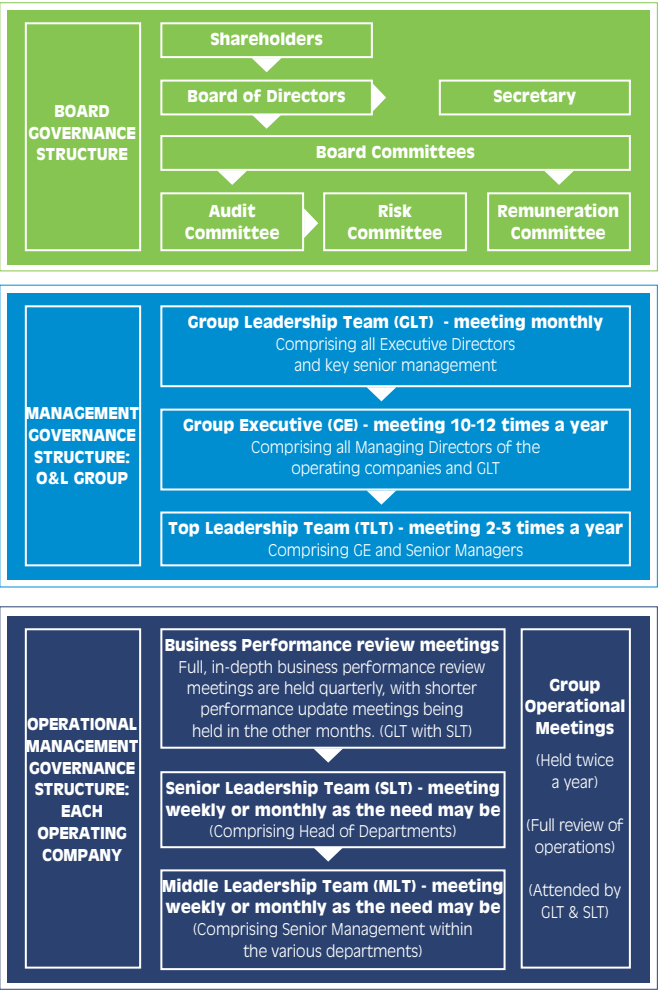 BOARD
GOVERNANCE
STRUCTURE
Shareholders
Board of Directors
Secretary
Board Committees
Audit
Committee
Risk
Committee
Remuneration
Committee
MANAGEMENT
GOVERNANCE
STRUCTURE:
O&L GROUP
Group Leadership Team (GLT) - meeting monthly
Comprising all Executive Directors
and key senior management
Group Executive (GE) - meeting 10-12 times a year
Comprising all Managing Directors of the
operating companies and GLT
Top Leadership Team (TLT) - meeting 2-3 times a year
Comprising GE and Senior Managers
OPERATIONAL
MANAGEMENT
GOVERNANCE
STRUCTURE:
EACH
OPERATING
COMPANY
Business Performance review meetings
Full, in-depth business performance review
meetings are held quarterly, with shorter
performance update meetings being
held in the other months. (GLT with SLT)
Senior Leadership Team (SLT) - meeting
weekly or monthly as the need may be
(Comprising Head of Departments)
Middle Leadership Team (MLT) - meeting
weekly or monthly as the need may be
(Comprising Senior Management within
the various departments)
Group
Operational
Meetings
(Held twice
a year)
(Full review of
operations)
(Attended by
GLT & SLT)